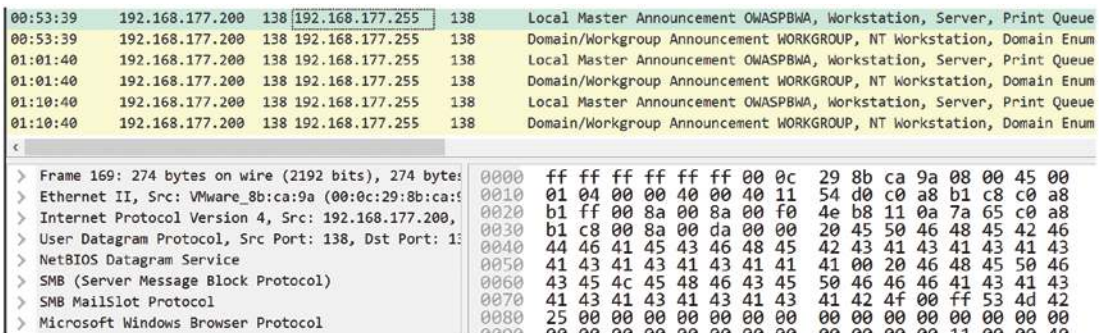 00:53:39 192.168.177.200 138 192.168.177.255 138 Local Master Announcement OWASPBWA, Workstation, Server, Print Queue
00:53:39 192.168.177.200 138 192.168.177.255 138 Domain/Workgroup Announcement WORKGROUP, NT Workstation, Domain Enum
01:01:40 192.168.177.200 138 192.168.177.255 138 Local Master Announcement OWASPBWA, Workstation, Server, Print Queue
01:01:40 192.168.177.200 138 192.168.177.255 138 Domain/Workgroup Announcement WORKGROUP, NT Workstation, Domain Enum
01:10:40 192.168.177.200 138 192.168.177.255 138 Local Master Announcement OWASPBWA, Workstation, Server, Print Queue
01:10:40 192.168.177.200 138 192.168.177.255 138 Domain/Workgroup Announcement WORKGROUP, NT Workstation, Domain Enum
Frame 169: 274 bytes on wire (2192 bits), 274 byte
Ethernet II, Src: VMware_8b:ca:9a (00:0c:29:8b:ca:
Internet Protocol Version 4, Src: 192.168.177.200,
User Datagram Protocol, Src Port: 138, Dst Port:
NetBIOS Datagram Service
SMB (Server Message Block Protocol)
SMB MailSlot Protocol
Microsoft Windows Browser Protocol
0000 ff ff ff ff ff ff 00 0c 29 8b ca 9a 08 00 45 00
0010 01 04 00 00 40 00 40 11 54 d0 c0 a8 b1 c8 c0 a8
0020 b1 ff 00 8a 00 8a 00 f0 4e b8 11 0a 7a 65 c0 a8
0030 b1 c8 00 8a 00 da 00 00 20 45 50 46 48 45 42 46
0040 44 46 41 45 43 46 48 45 42 43 41 43 41 43 41 43
0050 41 43 41 43 41 43 41 41 41 00 20 46 48 45 50 46
0060 43 45 4c 45 48 46 43 45 50 46 46 46 41 43 41 43
0070 41 43 41 43 41 43 41 43 41 42 4f 00 ff 53 4d 42
0080 25 00 00 00 00 00 00 00 00 00 00 00 00 00 00 00